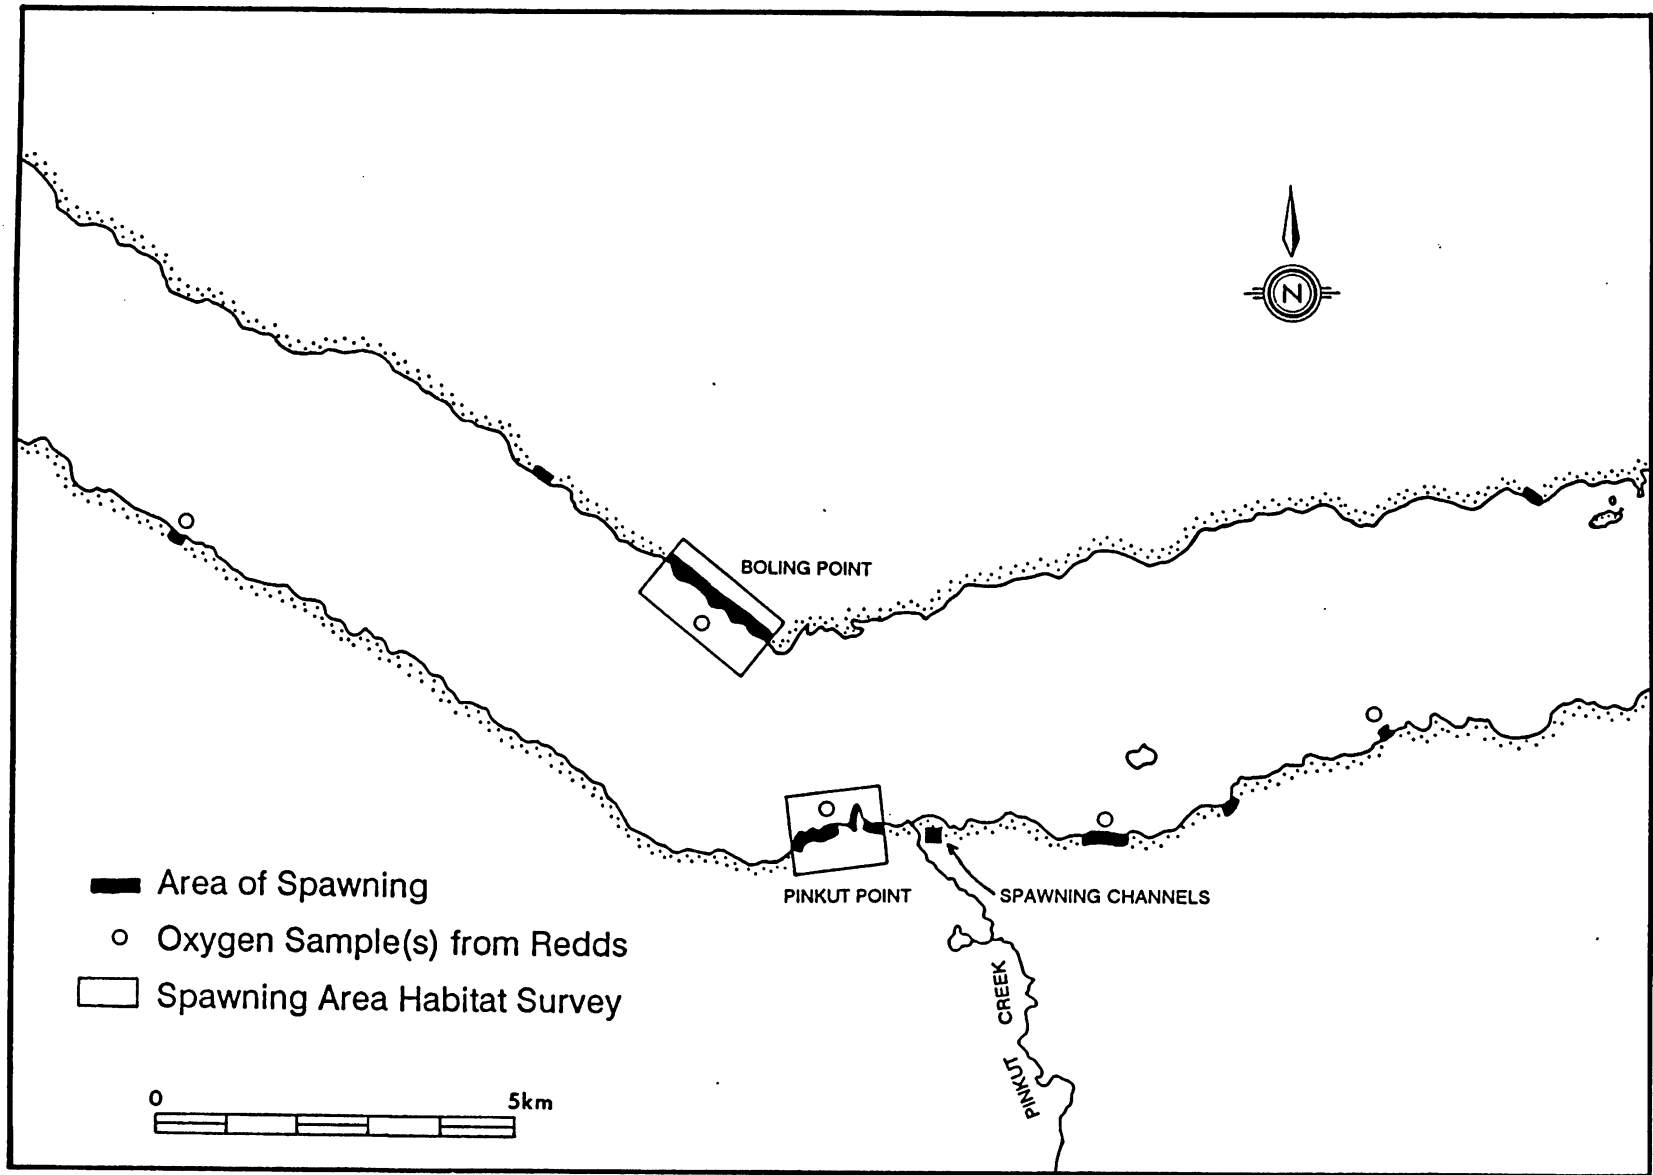 N
BOLING POINT
PINKUT POINT
SPAWNING CHANNELS
PINKUT CREEK
Area of Spawning
Oxygen Sample(s) from Redds
Spawning Area Habitat Survey
0 5km